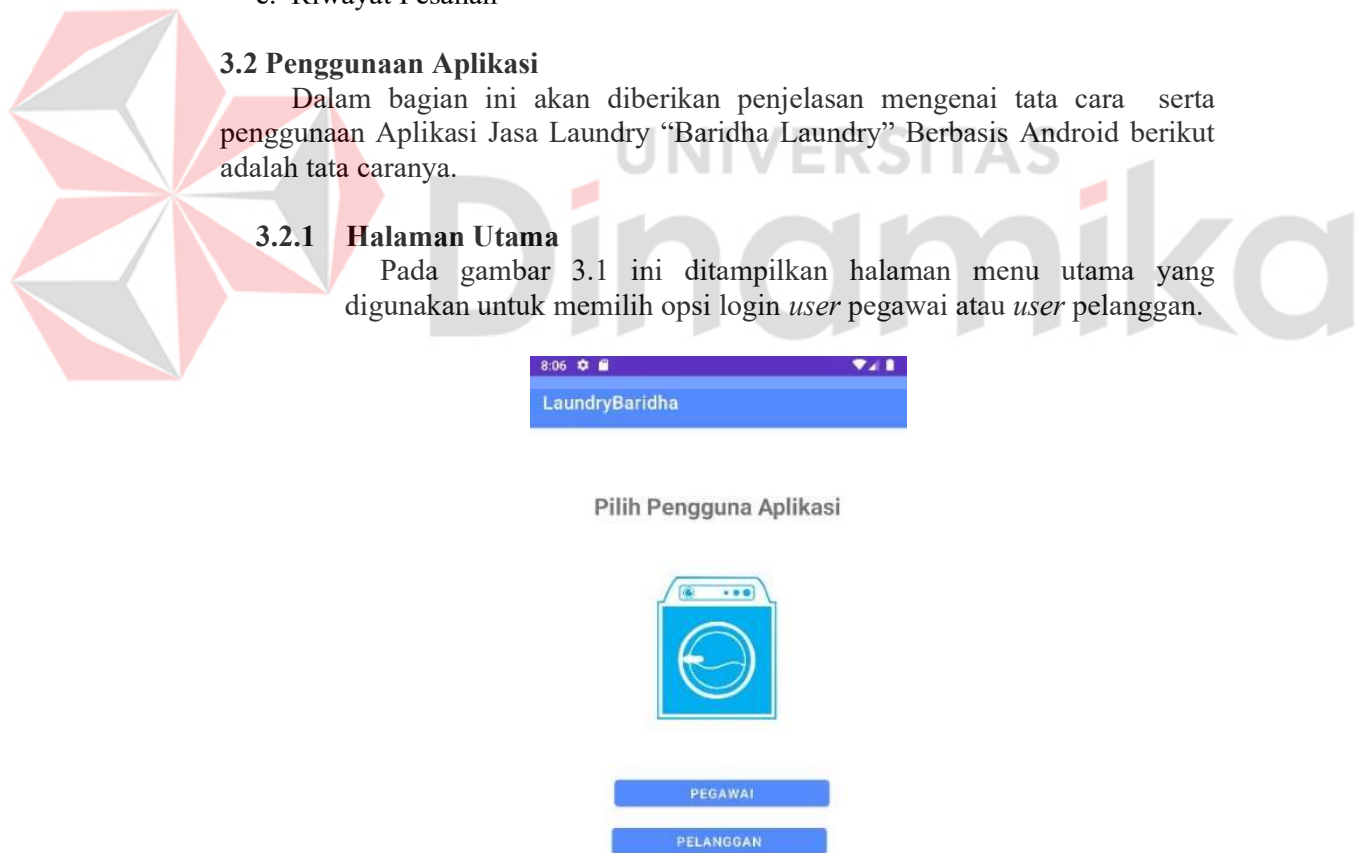 3.2 Penggunaan Aplikasi
Dalam bagian ini akan diberikan penjelasan mengenai tata cara serta
penggunaan Aplikasi Jasa Laundry “Baridha Laundry” Berbasis Android berikut
adalah tata caranya.
UNIVERSITAS
Dinamika
3.2.1 Halaman Utama
Pada gambar 3.1 ini ditampilkan halaman menu utama yang
digunakan untuk memilih opsi login user pegawai atau user pelanggan.
8:06
LaundryBaridha
Pilih Pengguna Aplikasi
PEGAWAI
PELANGGAN